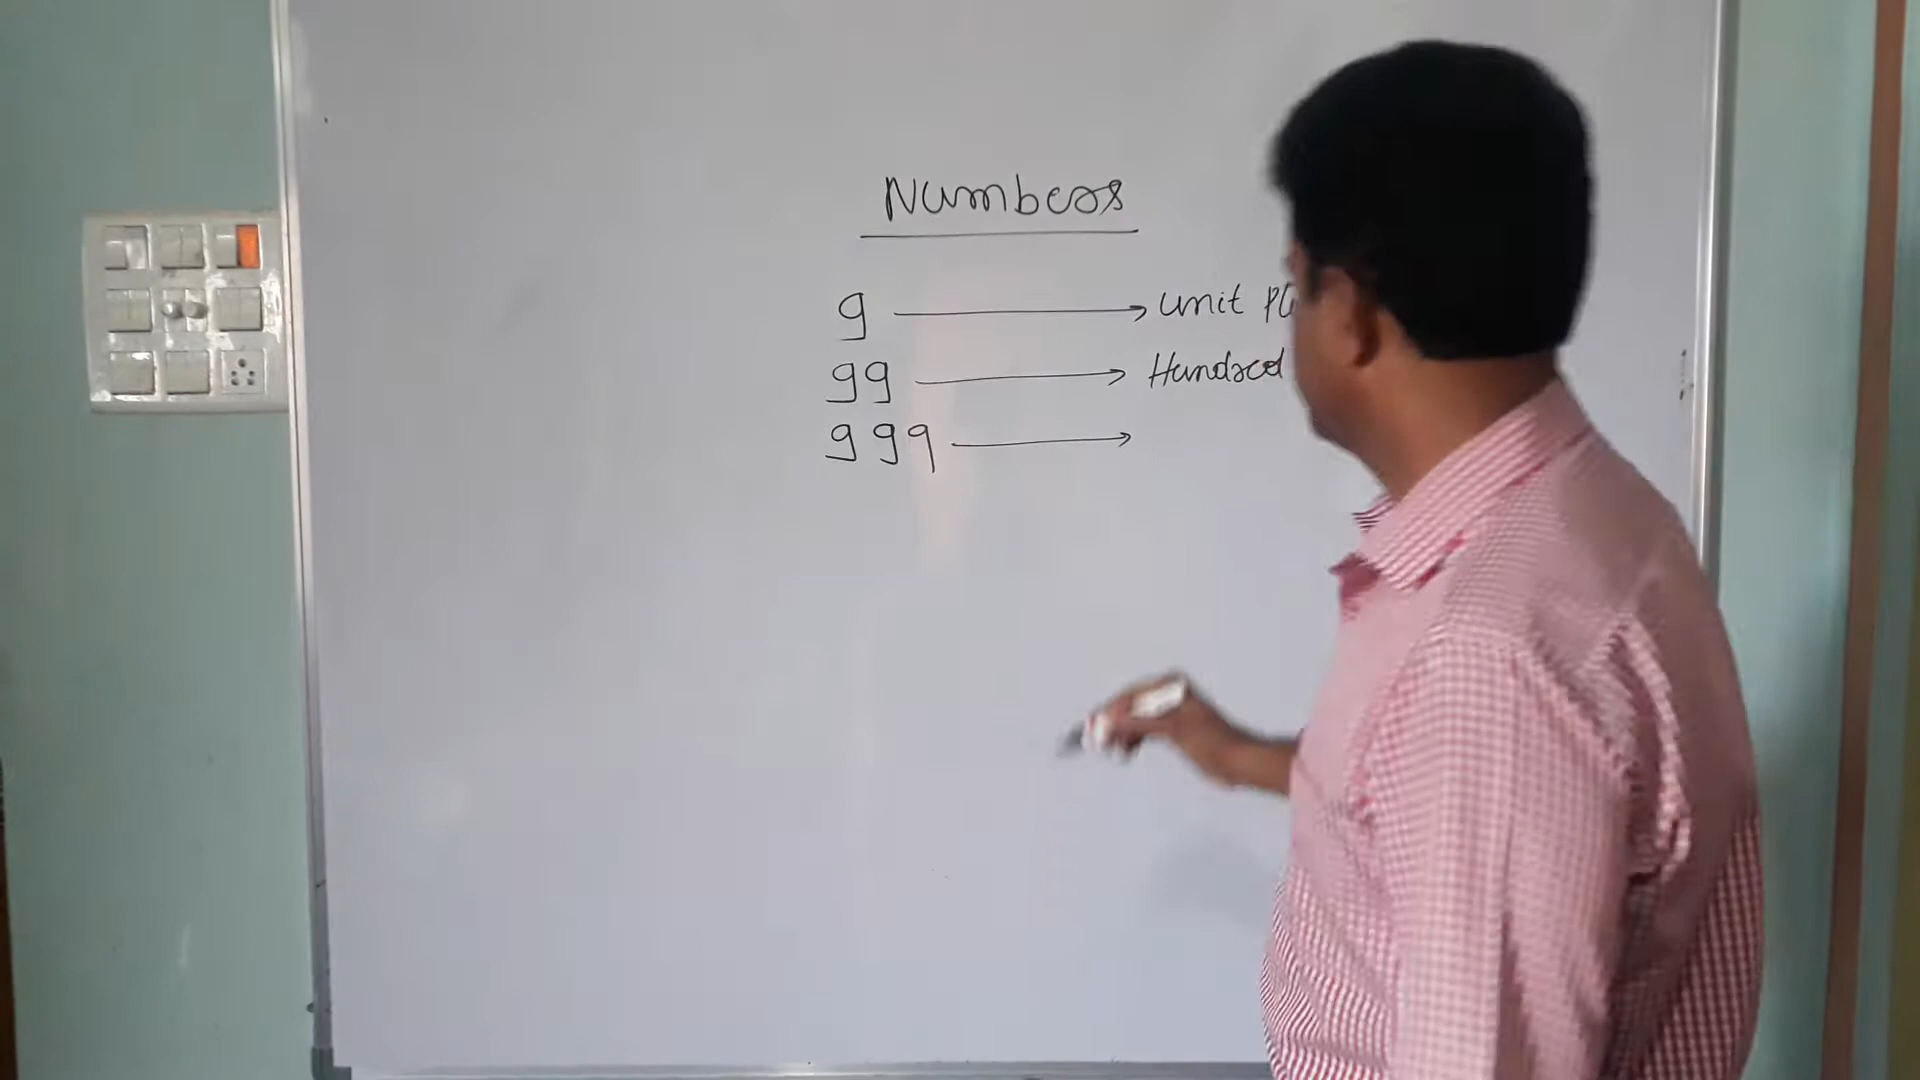 Numbers
9 → unit
99 → Hundred
999 →